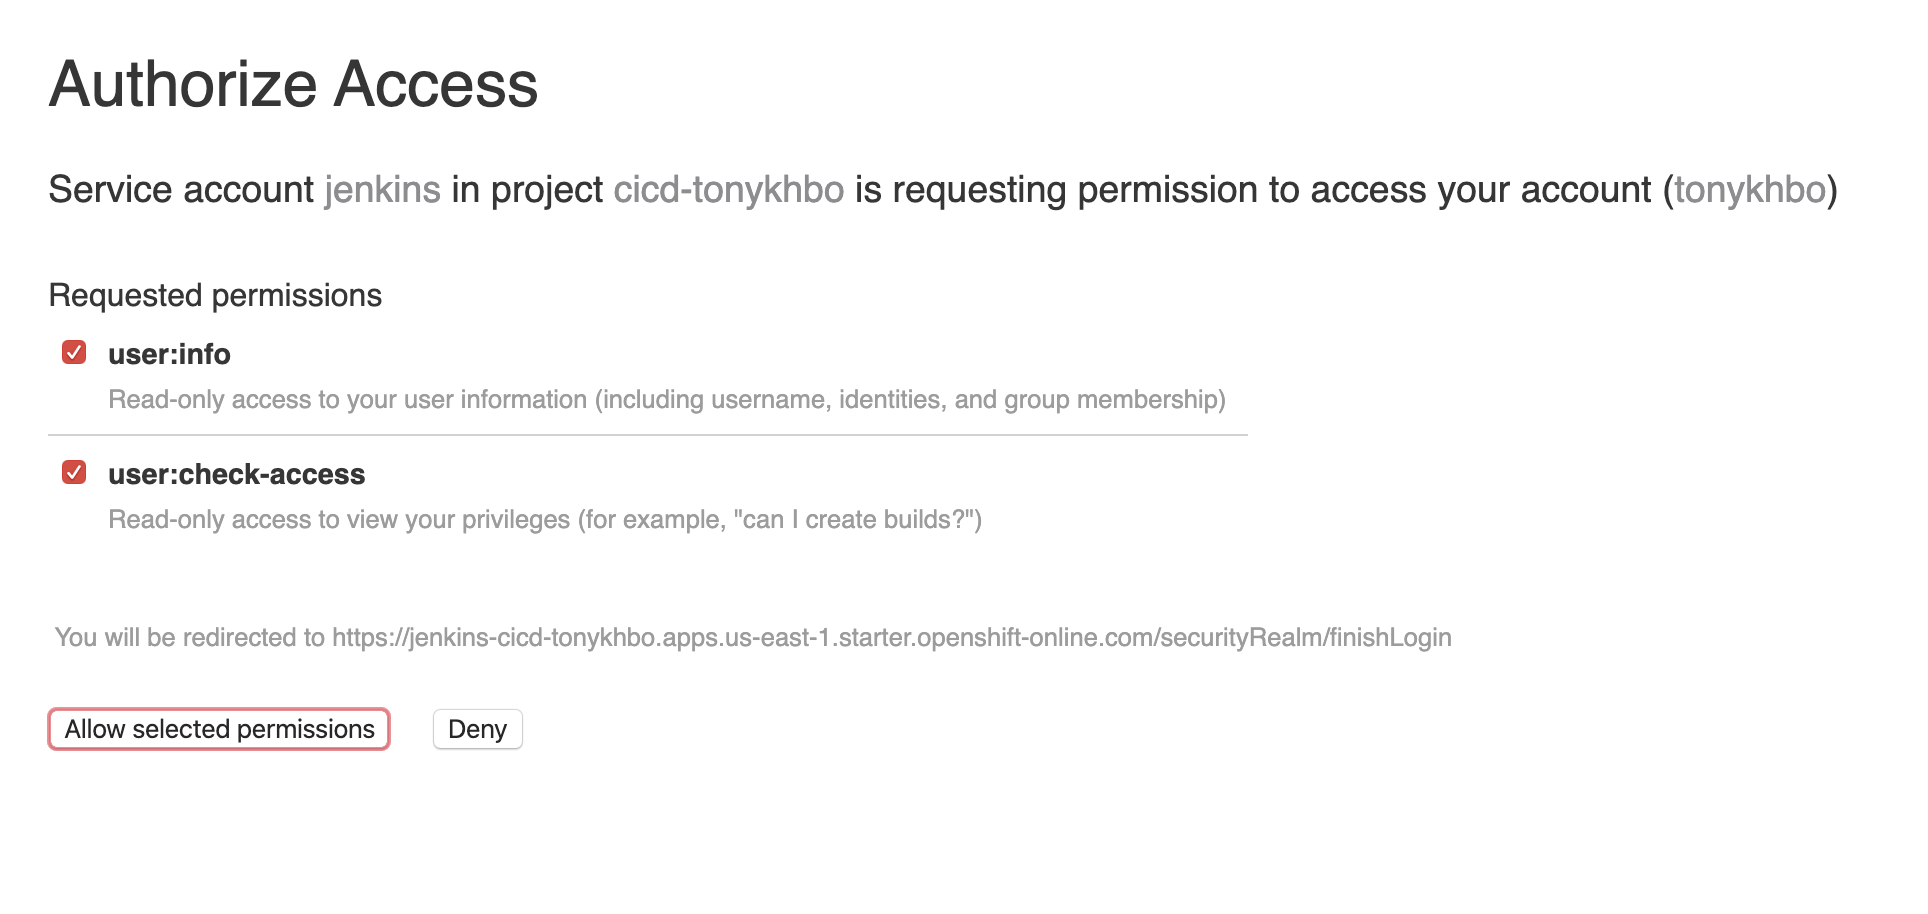 Authorize Access
Service account jenkins in project cicd-tonykhbo is requesting permission to access your account (tonykhbo)
Requested permissions
user:info
Read-only access to your user information (including username, identities, and group membership)
user:check-access
Read-only access to view your privileges (for example, "can I create builds?")
You will be redirected to https://jenkins-cicd-tonykhbo.apps.us-east-1.starter.openshift-online.com/securityRealm/finishLogin
Allow selected permissions Deny